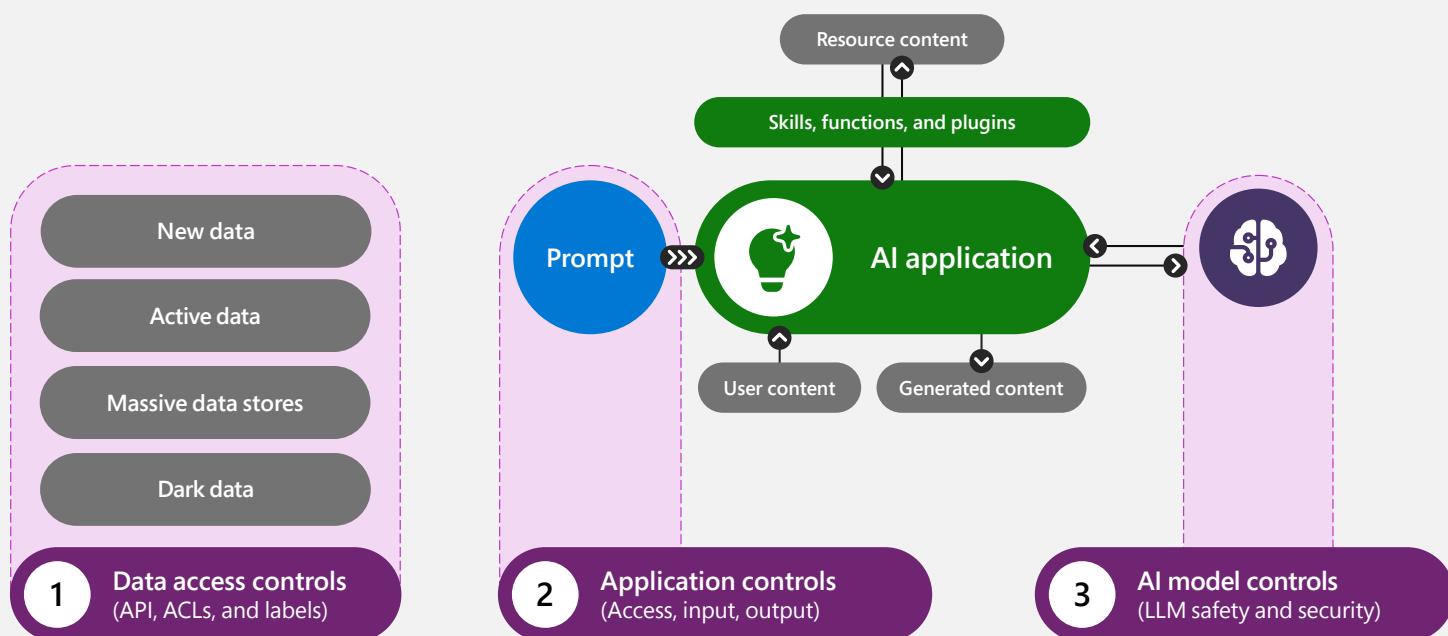 Resource content
Skills, functions, and plugins
New data
Active data
Massive data stores
Dark data
Prompt
AI application
User content
Generated content
1
Data access controls
(API, ACLs, and labels)
2
Application controls
(Access, input, output)
3
AI model controls
(LLM safety and security)